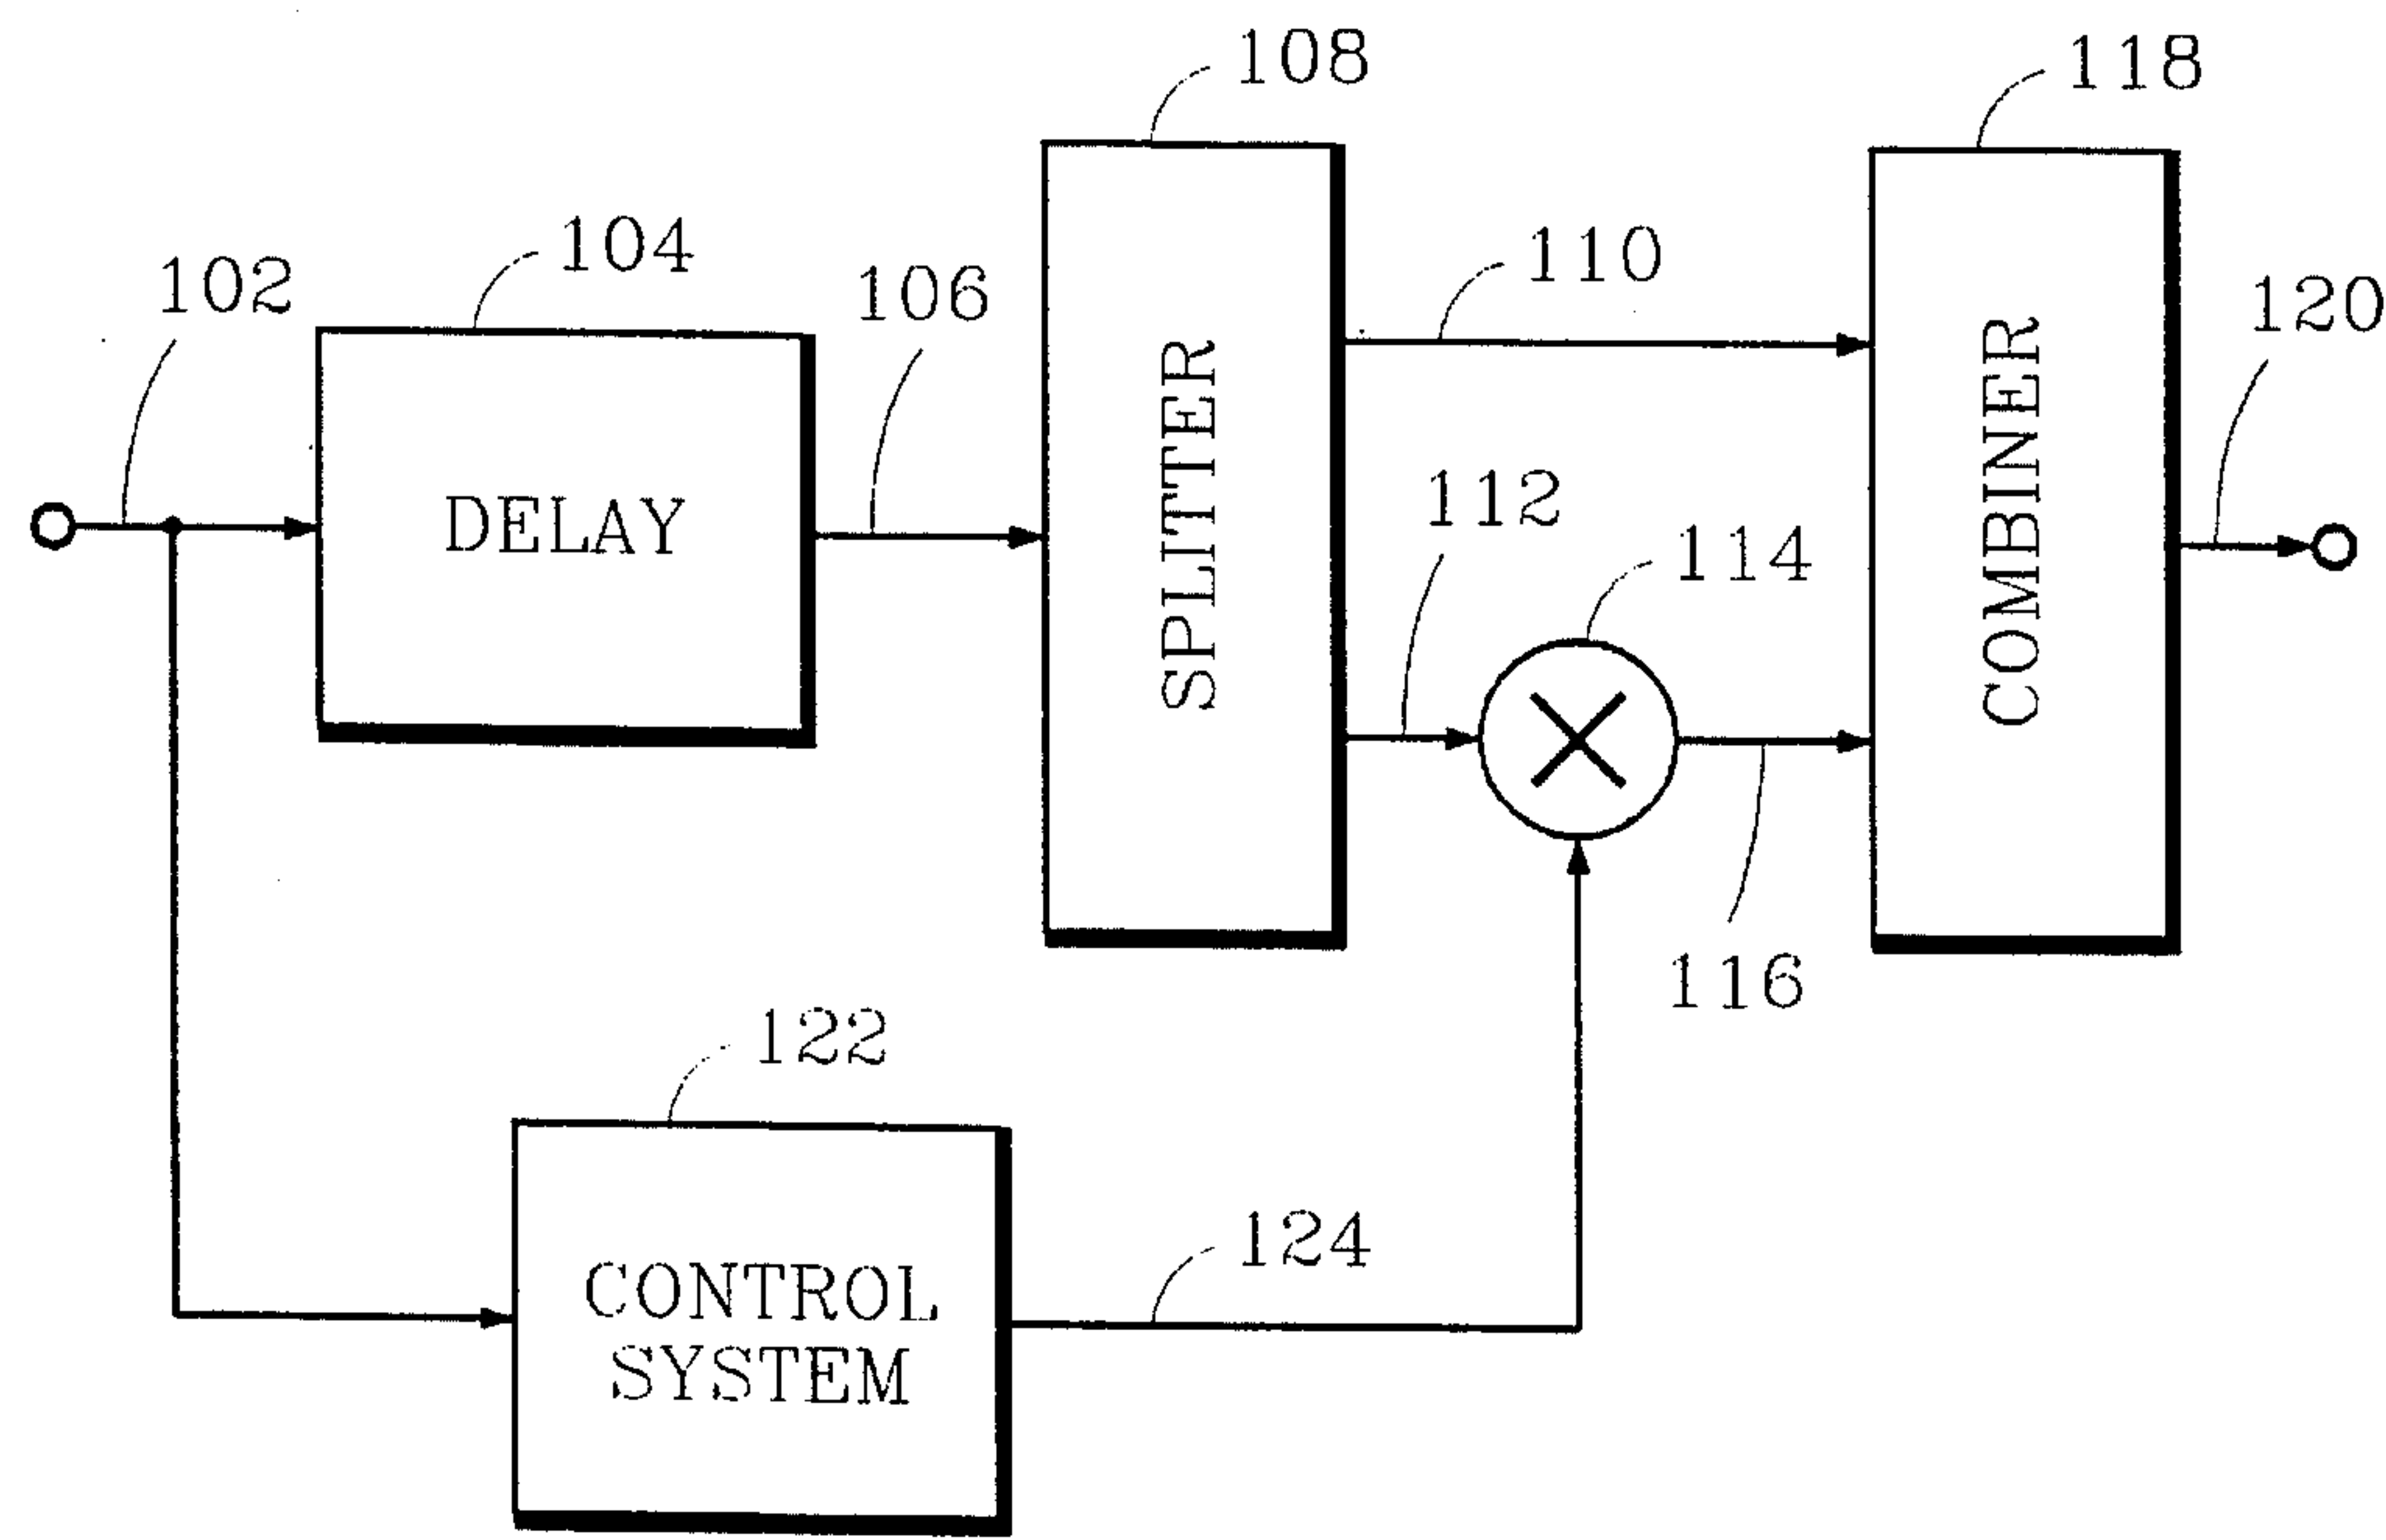 108
118
104
102
106
110
120
DELAY
SPLITTER
112
114
COMBINER
116
122
124
CONTROL
SYSTEM